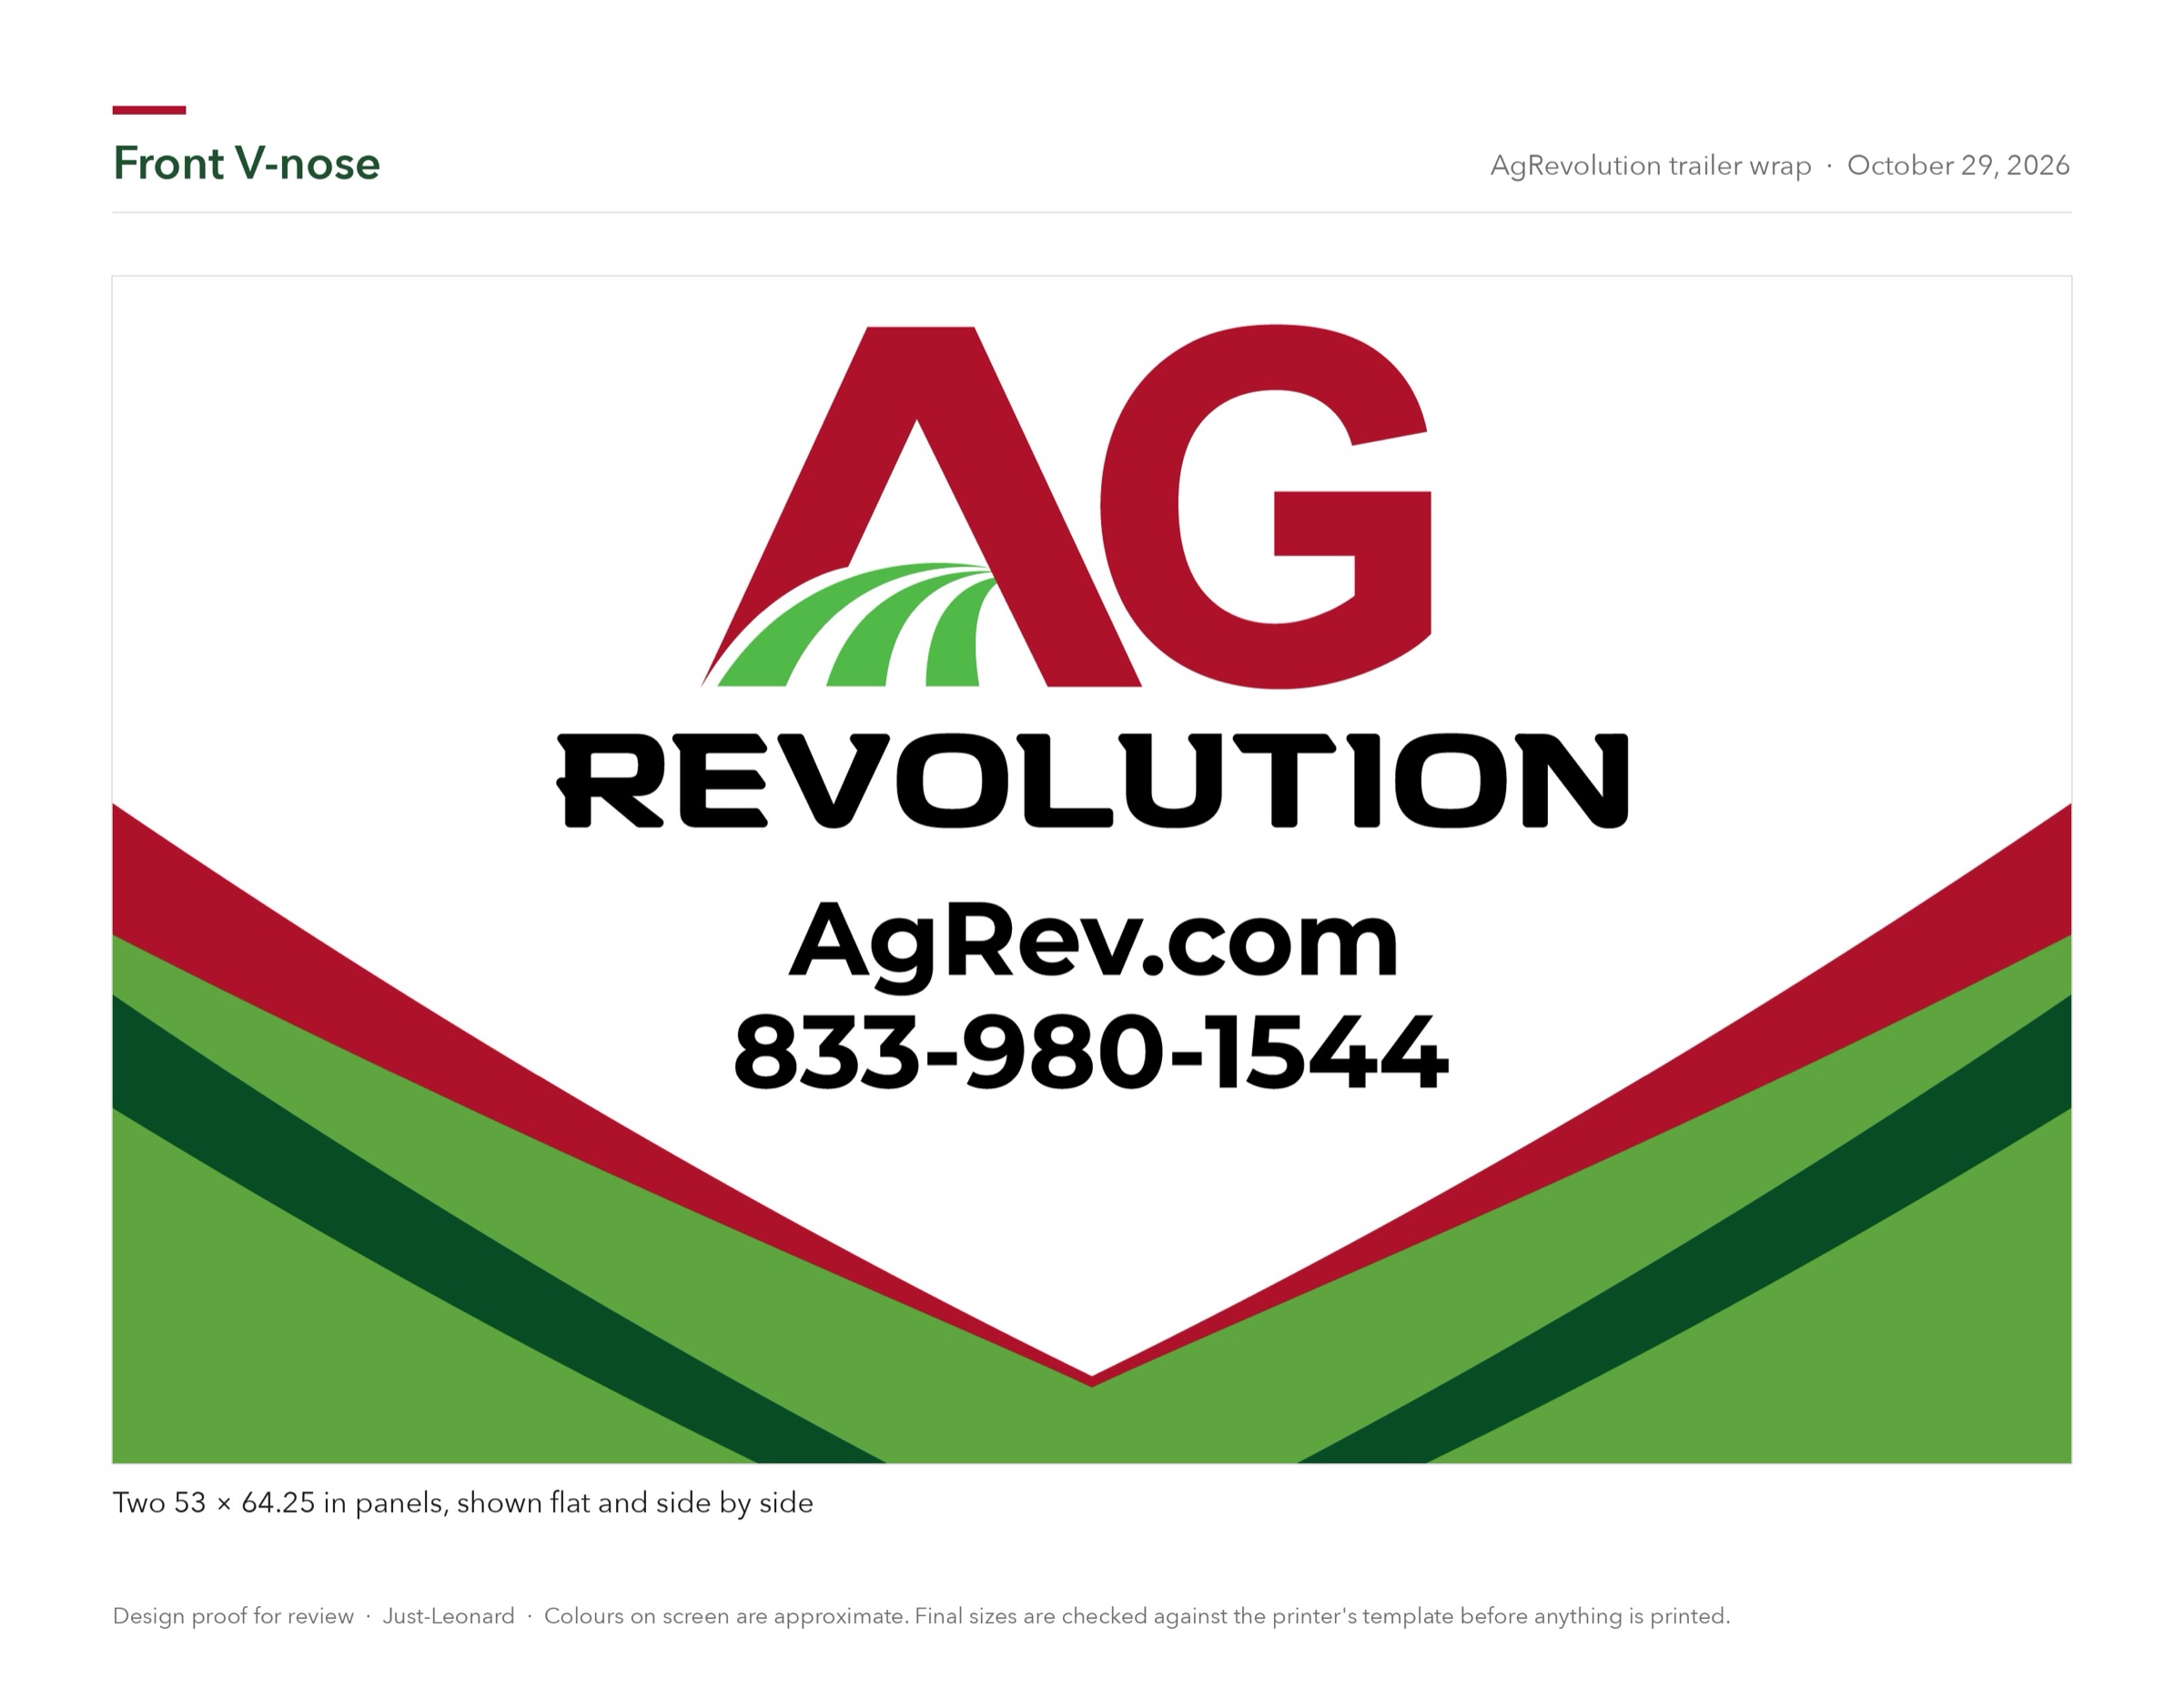 Front V-nose
AgRevolution trailer wrap · October 29, 2026
AG
REVOLUTION
AgRev.com
833-980-1544
Two 53 × 64.25 in panels, shown flat and side by side
Design proof for review · Just-Leonard · Colours on screen are approximate. Final sizes are checked against the printer's template before anything is printed.